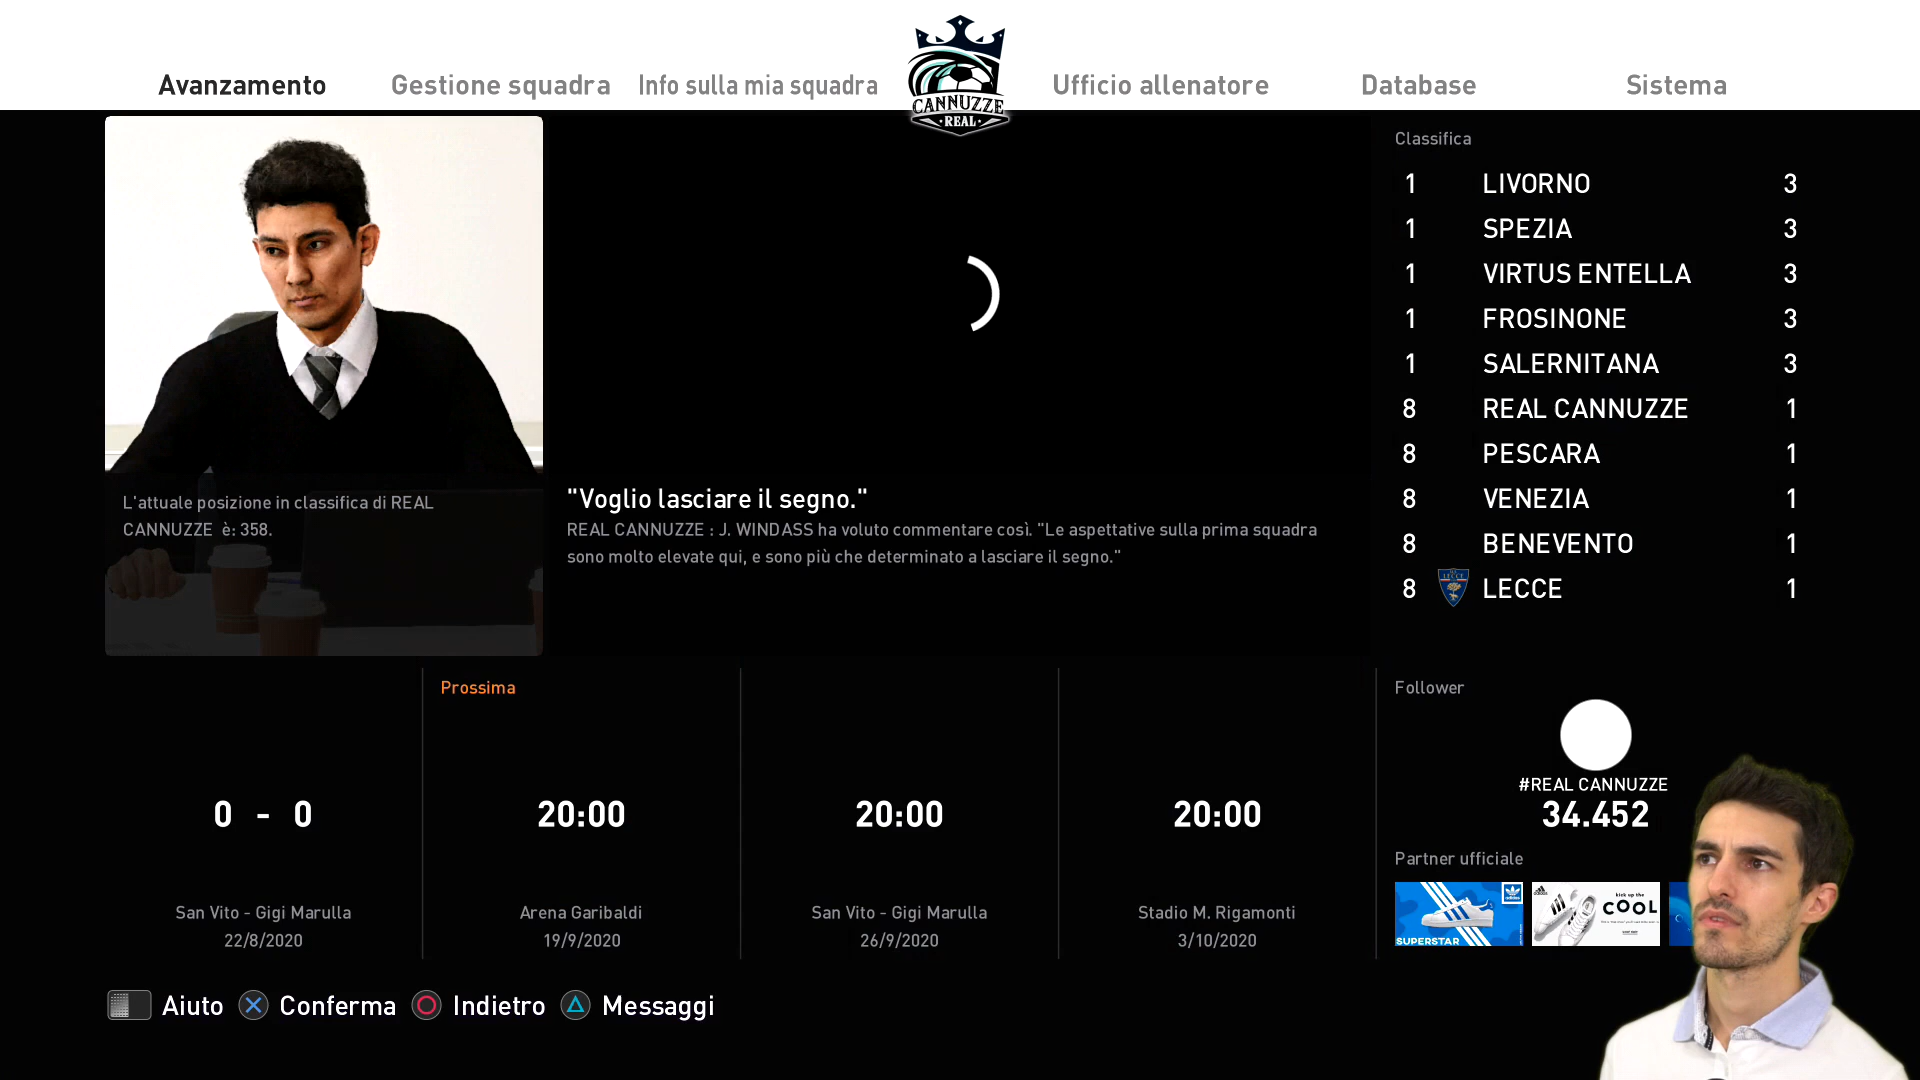 Avanzamento
Gestione squadra
Info sulla mia squadra
CANNUZZE
REAL
Ufficio allenatore
Database
Sistema
L'attuale posizione in classifica di REAL
CANNUZZE è: 358.
"Voglio lasciare il segno."
REAL CANNUZZE : J. WINDASS ha voluto commentare così. "Le aspettative sulla prima squadra
sono molto elevate qui, e sono più che determinato a lasciare il segno."
Classifica
1 LIVORNO 3
1 SPEZIA 3
1 VIRTUS ENTELLA 3
1 FROSINONE 3
1 SALERNITANA 3
8 REAL CANNUZZE 1
8 PESCARA 1
8 VENEZIA 1
8 BENEVENTO 1
8 LECCE 1
0 - 0
San Vito - Gigi Marulla
22/8/2020
Prossima
20:00
Arena Garibaldi
19/9/2020
20:00
San Vito - Gigi Marulla
26/9/2020
20:00
Stadio M. Rigamonti
3/10/2020
Follower
#REAL CANNUZZE
34.452
Partner ufficiale
adidas
SUPERSTAR
adidas
kick up the
COOL
Aiuto
Conferma
Indietro
Messaggi